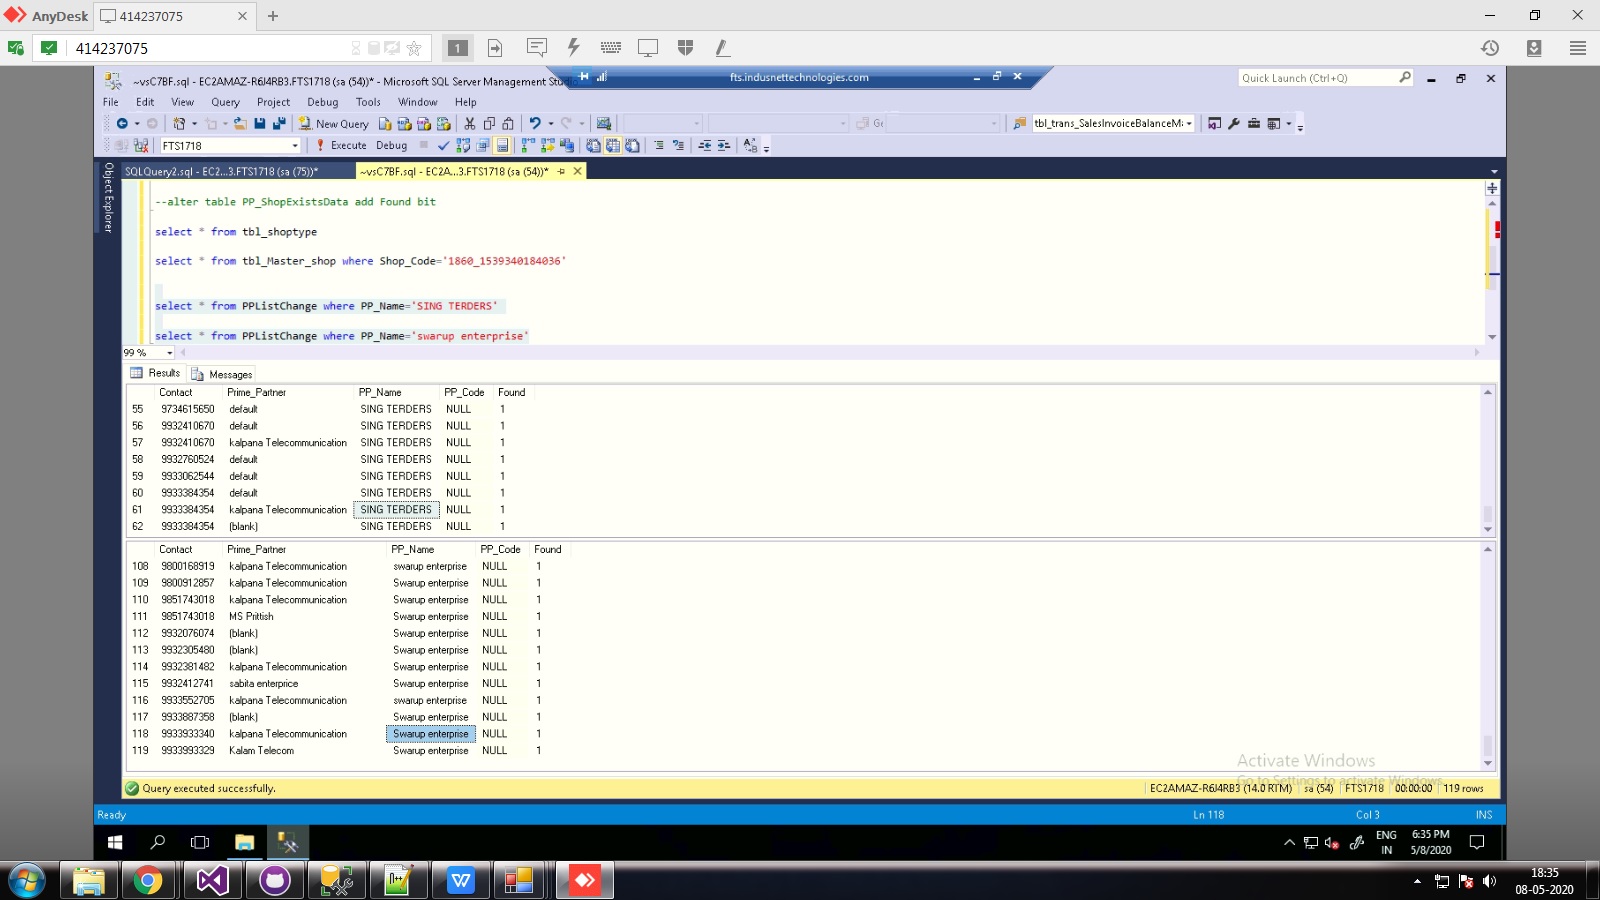 AnyDesk 414237075
414237075 1
~vsC7BF.sql - EC2AMAZ-R6J4RB3.FTS1718 (sa (54))* - Microsoft SQL Server Management Stu
fts.indusnettechnologies.com
Quick Launch (Ctrl+Q)
File Edit View Query Project Debug Tools Window Help
New Query
tbl_trans_SalesInvoiceBalanceM
FTS1718 Execute Debug
Object Explorer
SQLQuery2.sql - EC2...3.FTS1718 (sa (75))* ~vsC7BF.sql - EC2A...3.FTS1718 (sa (54))*
--alter table PP_ShopExistsData add Found bit
select * from tbl_shoptype
select * from tbl_Master_shop where Shop_Code='1860_1539340184036'
select * from PPListChange where PP_Name='SING TERDERS'
select * from PPListChange where PP_Name='swarup enterprise'
99 %
Results Messages
Contact Prime_Partner PP_Name PP_Code Found
55 9734615650 default SING TERDERS NULL 1
56 9932410670 default SING TERDERS NULL 1
57 9932410670 kalpana Telecommunication SING TERDERS NULL 1
58 9932760524 default SING TERDERS NULL 1
59 9933062544 default SING TERDERS NULL 1
60 9933384354 default SING TERDERS NULL 1
61 9933384354 kalpana Telecommunication SING TERDERS NULL 1
62 9933384354 (blank) SING TERDERS NULL 1
Contact Prime_Partner PP_Name PP_Code Found
108 9800168919 kalpana Telecommunication swarup enterprise NULL 1
109 9800912857 kalpana Telecommunication Swarup enterprise NULL 1
110 9851743018 kalpana Telecommunication Swarup enterprise NULL 1
111 9851743018 MS Prittish Swarup enterprise NULL 1
112 9932076074 (blank) Swarup enterprise NULL 1
113 9932305480 (blank) Swarup enterprise NULL 1
114 9932381482 kalpana Telecommunication Swarup enterprise NULL 1
115 9932412741 sabita enterprice Swarup enterprise NULL 1
116 9933552705 kalpana Telecommunication swarup enterprise NULL 1
117 9933887358 (blank) Swarup enterprise NULL 1
118 9933933340 kalpana Telecommunication Swarup enterprise NULL 1
119 9933993329 Kalam Telecom Swarup enterprise NULL 1
Activate Windows
Go to Settings to activate Windows.
Query executed successfully. EC2AMAZ-R6J4RB3 (14.0 RTM) sa (54) FTS1718 00:00:00 119 rows
Ready Ln 118 Col 3 INS
ENG 6:35 PM
IN 5/8/2020
18:35
08-05-2020